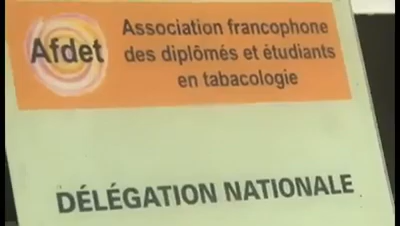 Afdet
Association francophone
des diplômés et étudiants
en tabacologie
DÉLÉGATION NATIONALE